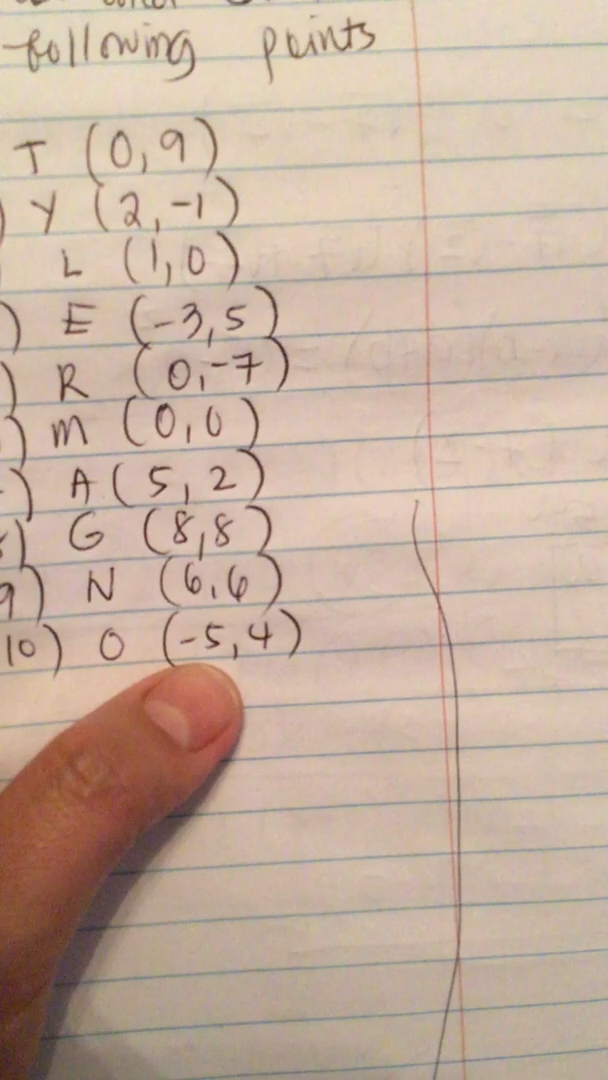 following points
T (0,9)
) Y (2,-1)
L (1,0)
) E (-3,5)
) R (0,-7)
) m (0,0)
) A (5,2)
) G (8,8)
9) N (6,6)
10) O (-5,4)